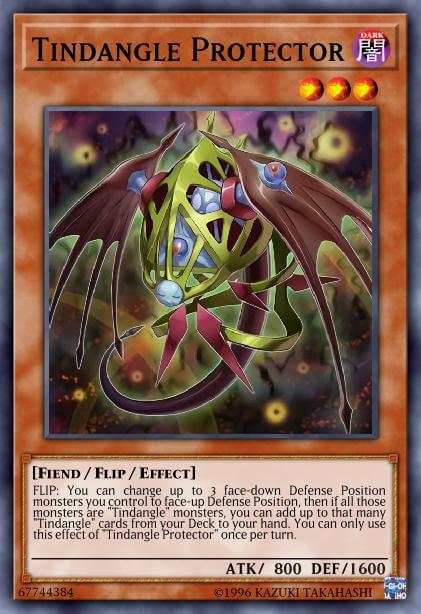 TINDANGLE PROTECTOR
DARK
闇
[FIEND / FLIP / EFFECT]
FLIP: You can change up to 3 face-down Defense Position
monsters you control to face-up Defense Position, then if all those
monsters are "Tindangle" monsters, you can add up to that many
"Tindangle" cards from your Deck to your hand. You can only use
this effect of "Tindangle Protector" once per turn.
ATK/ 800 DEF/1600
67744384
©1996 KAZUKI TAKAHASHI